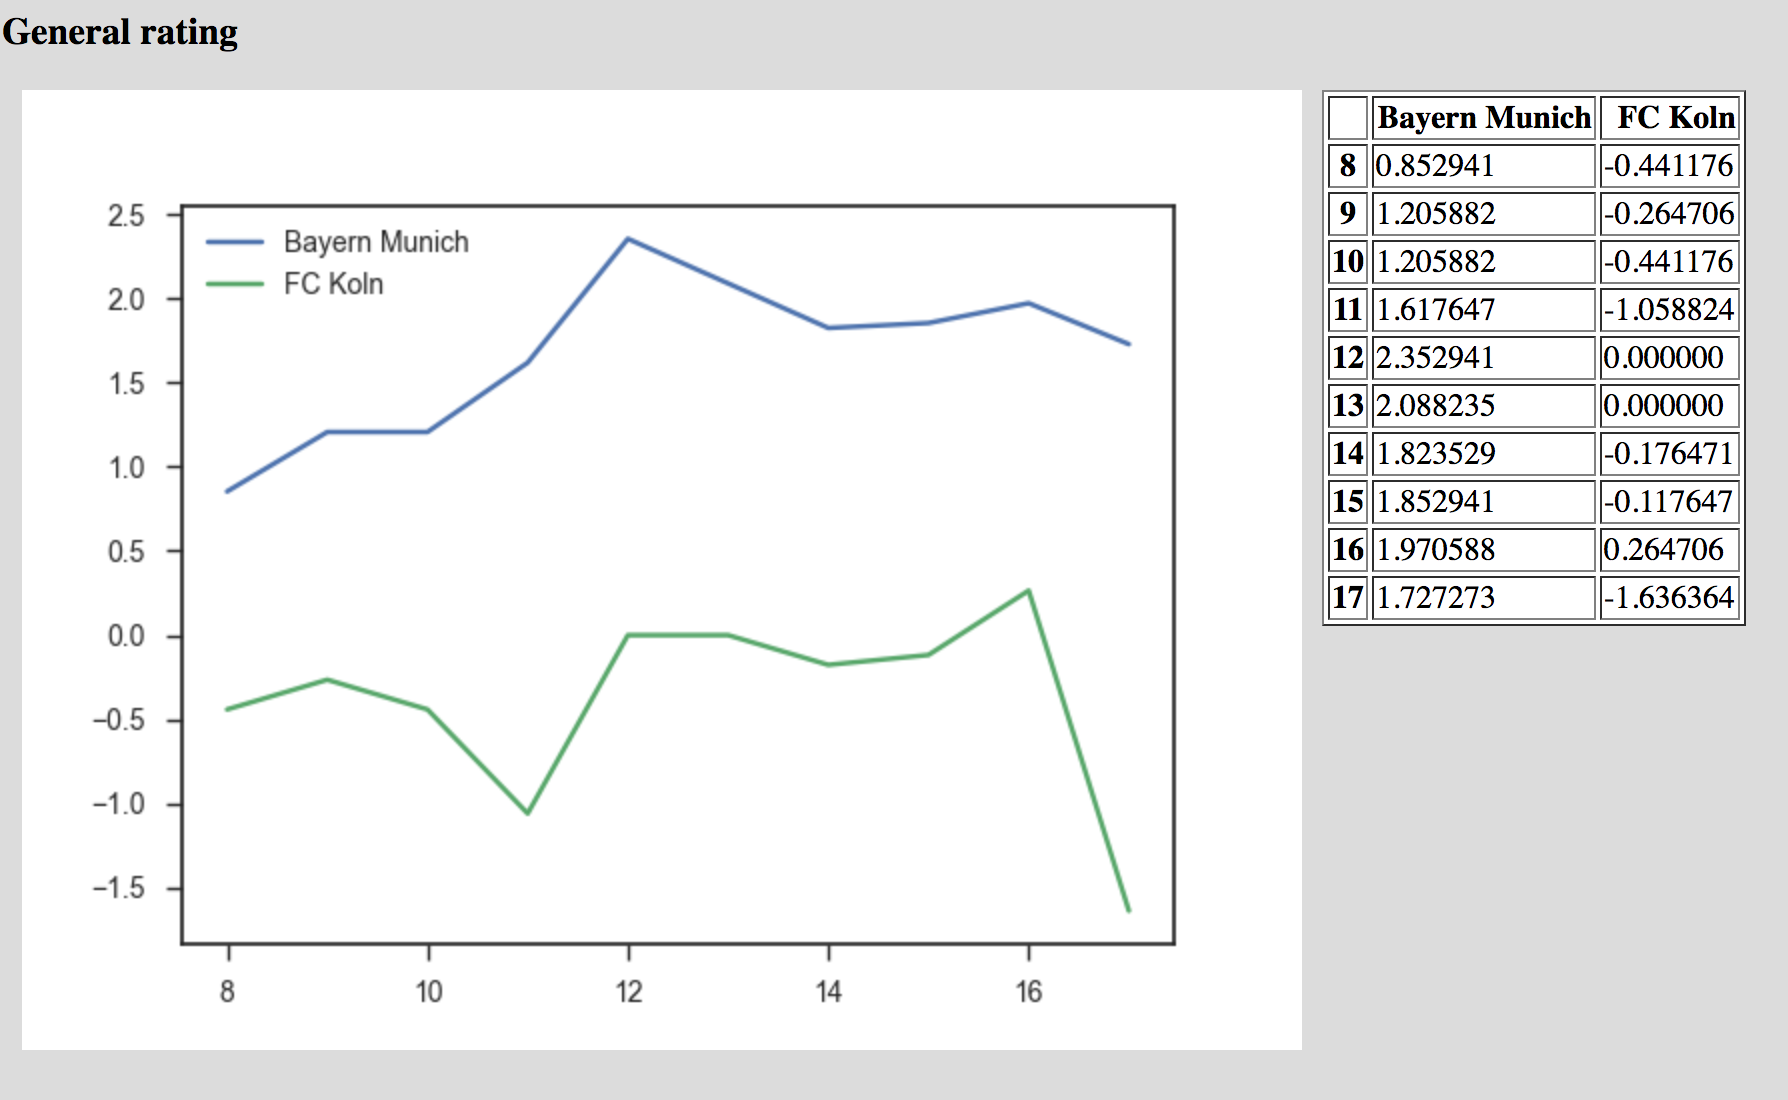 General rating
2.5
2.0
1.5
1.0
0.5
0.0
−0.5
−1.0
−1.5
Bayern Munich
FC Koln
8 10 12 14 16
Bayern Munich FC Koln
8 0.852941 -0.441176
9 1.205882 -0.264706
10 1.205882 -0.441176
11 1.617647 -1.058824
12 2.352941 0.000000
13 2.088235 0.000000
14 1.823529 -0.176471
15 1.852941 -0.117647
16 1.970588 0.264706
17 1.727273 -1.636364